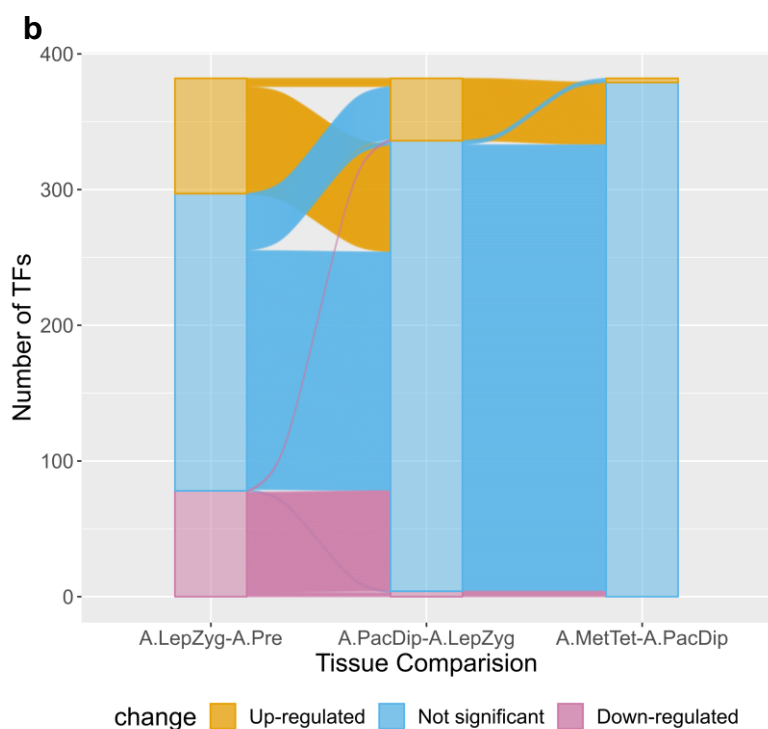 b
400
300
200
100
0
Number of TFs
A.LepZyg-A.Pre A.PacDip-A.LepZyg A.MetTet-A.PacDip
Tissue Comparision
change Up-regulated Not significant Down-regulated